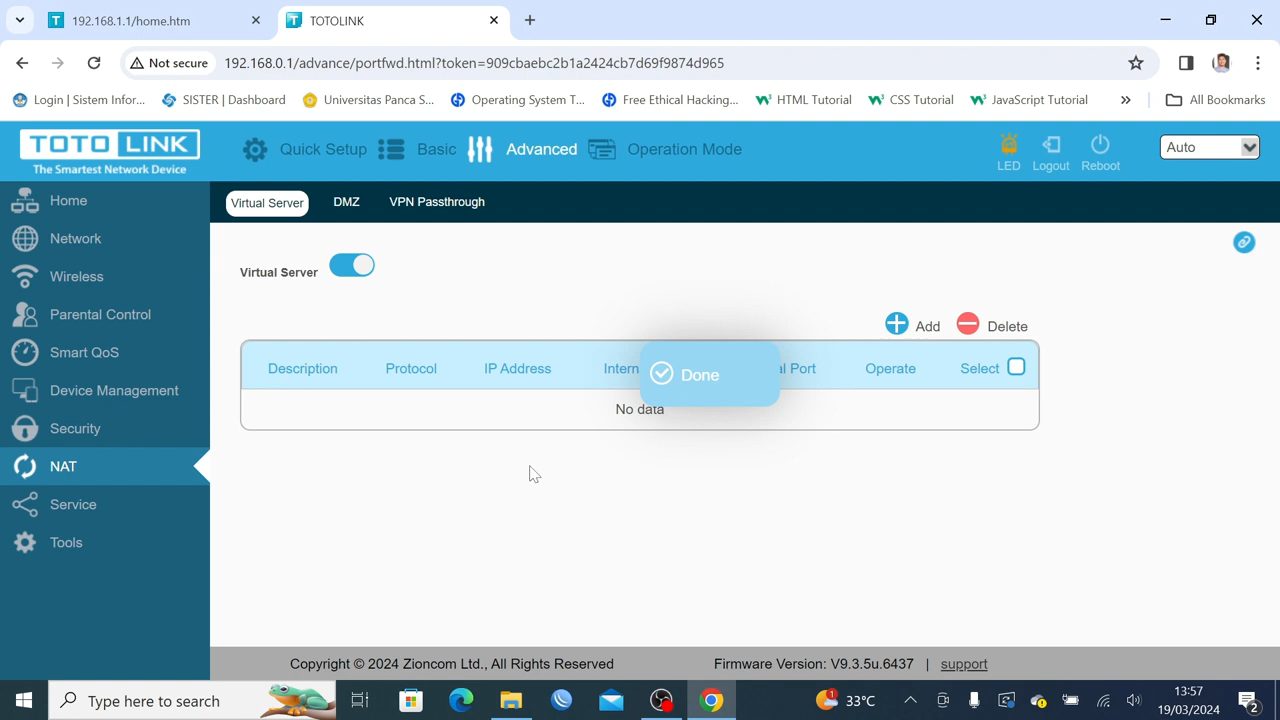 192.168.1.1/home.htm
TOTOLINK
Not secure
192.168.0.1/advance/portfwd.html?token=909cbaebc2b1a2424cb7d69f9874d965
Login | Sistem Infor...
SISTER | Dashboard
Universitas Panca S...
Operating System T...
Free Ethical Hacking...
HTML Tutorial
CSS Tutorial
JavaScript Tutorial
»
All Bookmarks
TOTO LINK
The Smartest Network Device
Quick Setup
Basic
Advanced
Operation Mode
LED
Logout
Reboot
Auto
Home
Network
Wireless
Parental Control
Smart QoS
Device Management
Security
NAT
Service
Tools
Virtual Server
DMZ
VPN Passthrough
Virtual Server
Add
Delete
Description
Protocol
IP Address
Intern
Done
al Port
Operate
Select
No data
Copyright © 2024 Zioncom Ltd., All Rights Reserved
Firmware Version: V9.3.5u.6437 | support
Type here to search
1
33°C
13:57
19/03/2024
2